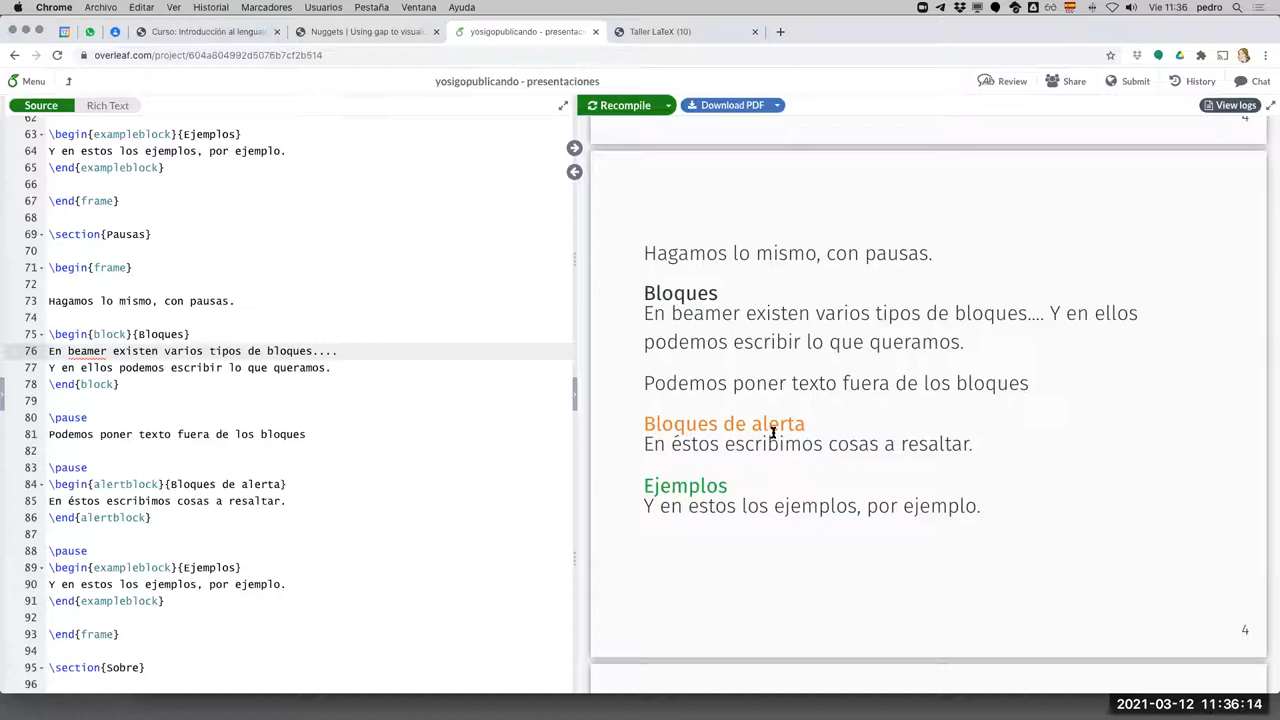 Chrome Archivo Editar Ver Historial Marcadores Usuarios Pestaña Ventana Ayuda
Vie 11:36 pedro
Curso: Introducción al lengua
Nuggets | Using gap to visuali
yosigopublicando - presentac
Taller LaTeX (10)
overleaf.com/project/604a804992d5076b7cf2b514
Menu
yosigopublicando - presentaciones
Review Share Submit History Chat
Source Rich Text
Recompile Download PDF View logs
62
63 \begin{exampleblock}{Ejemplos}
64 Y en estos los ejemplos, por ejemplo.
65 \end{exampleblock}
66
67 \end{frame}
68
69 \section{Pausas}
70
71 \begin{frame}
72
73 Hagamos lo mismo, con pausas.
74
75 \begin{block}{Bloques}
76 En beamer existen varios tipos de bloques....
77 Y en ellos podemos escribir lo que queramos.
78 \end{block}
79
80 \pause
81 Podemos poner texto fuera de los bloques
82
83 \pause
84 \begin{alertblock}{Bloques de alerta}
85 En éstos escribimos cosas a resaltar.
86 \end{alertblock}
87
88 \pause
89 \begin{exampleblock}{Ejemplos}
90 Y en estos los ejemplos, por ejemplo.
91 \end{exampleblock}
92
93 \end{frame}
94
95 \section{Sobre}
96
4
Hagamos lo mismo, con pausas.
Bloques
En beamer existen varios tipos de bloques.... Y en ellos
podemos escribir lo que queramos.
Podemos poner texto fuera de los bloques
Bloques de alerta
En éstos escribimos cosas a resaltar.
Ejemplos
Y en estos los ejemplos, por ejemplo.
4
2021-03-12 11:36:14